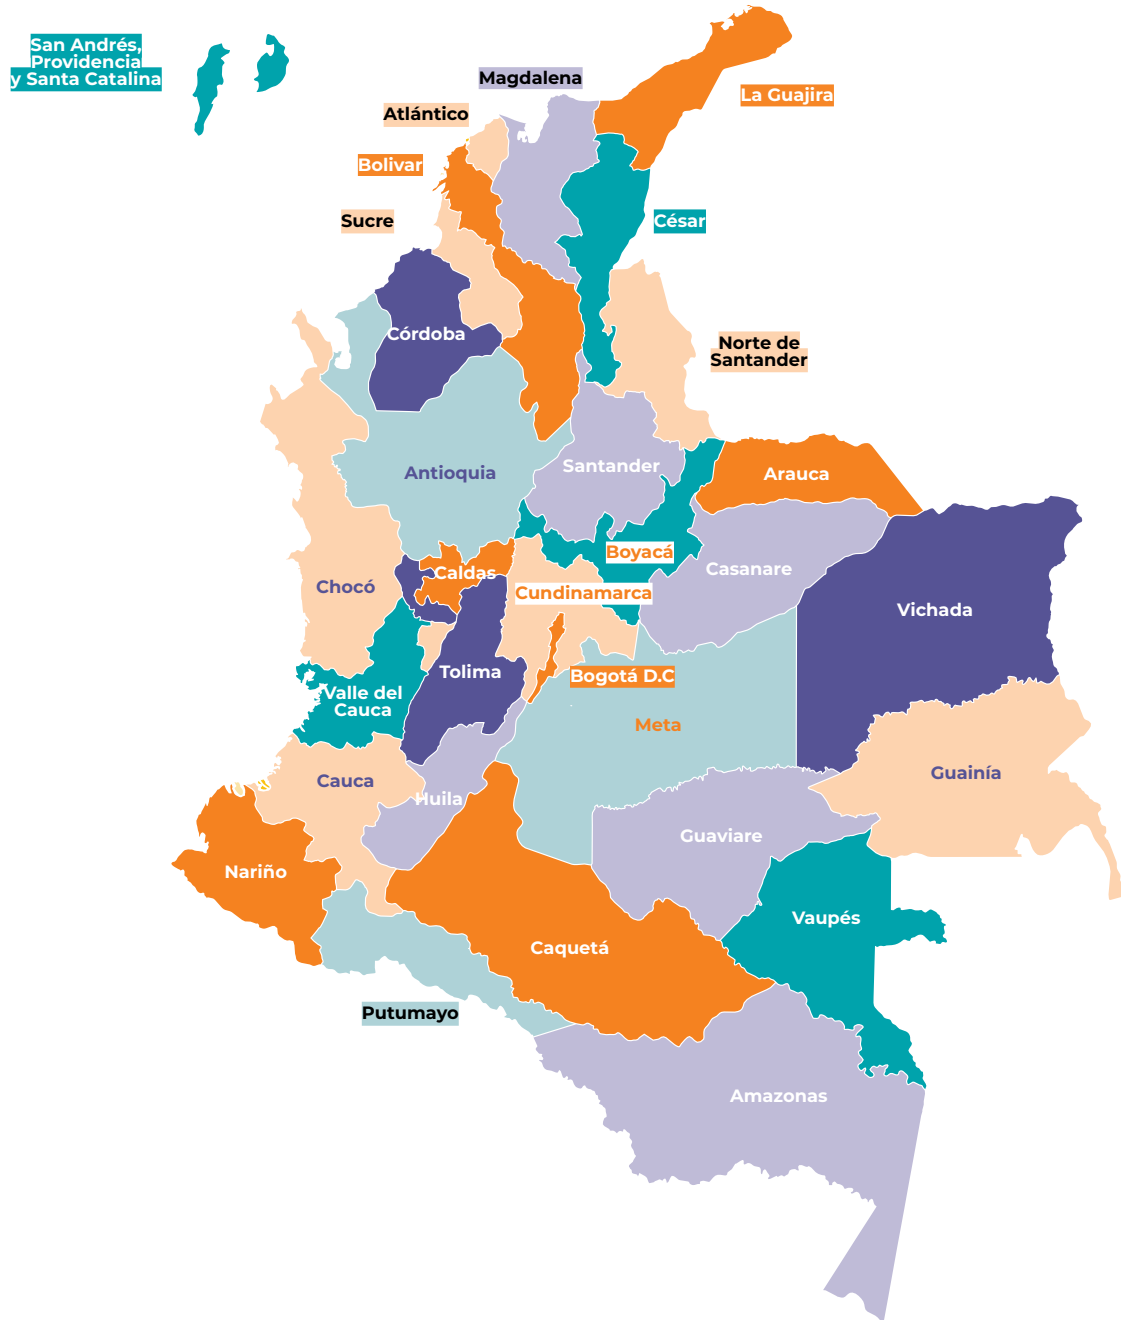 San Andrés,
Providencia
y Santa Catalina
Magdalena
La Guajira
Atlántico
Bolivar
Sucre
César
Córdoba
Norte de
Santander
Antioquia
Santander
Arauca
Boyacá
Casanare
Caldas
Chocó
Cundinamarca
Vichada
Tolima
Bogotá D.C
Valle del
Cauca
Meta
Cauca
Huila
Guainía
Guaviare
Nariño
Vaupés
Caquetá
Putumayo
Amazonas